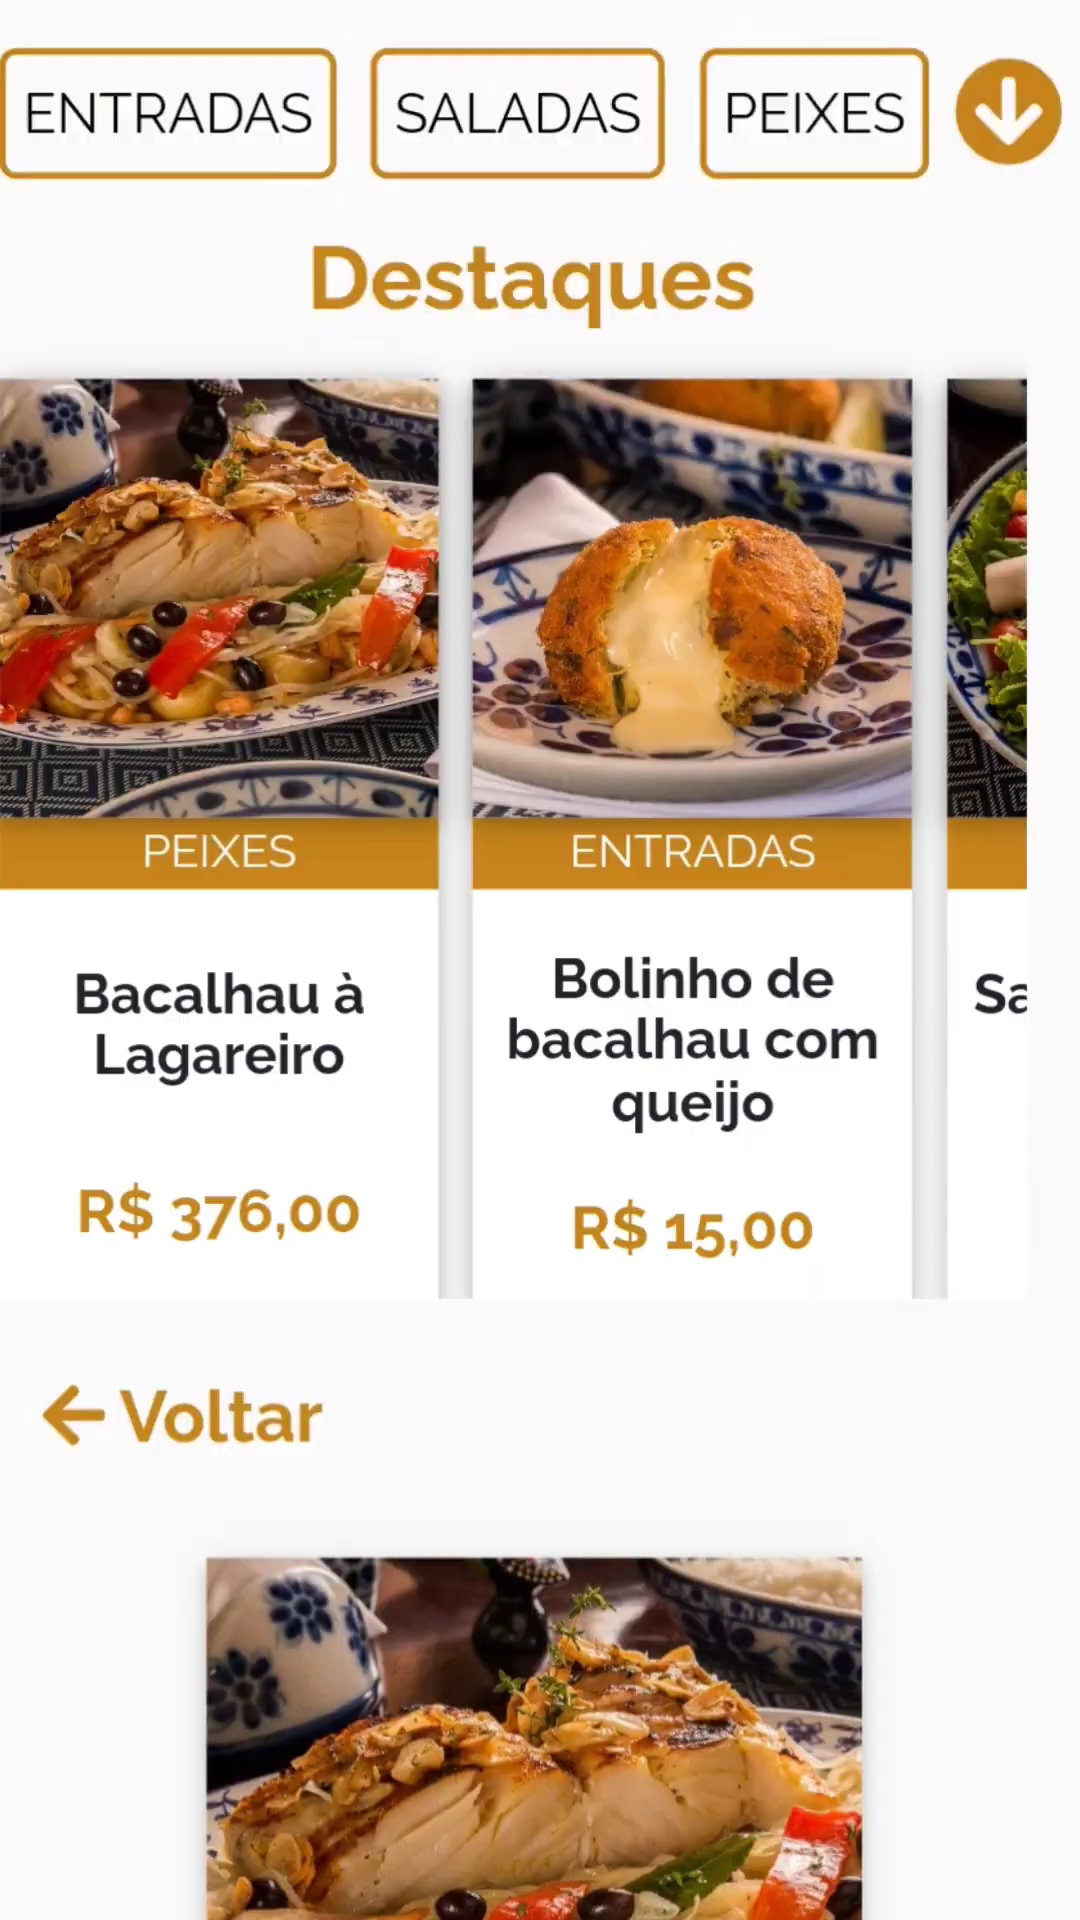 ENTRADAS SALADAS PEIXES
Destaques
PEIXES
Bacalhau à
Lagareiro
R$ 376,00
ENTRADAS
Bolinho de
bacalhau com
queijo
R$ 15,00
Voltar